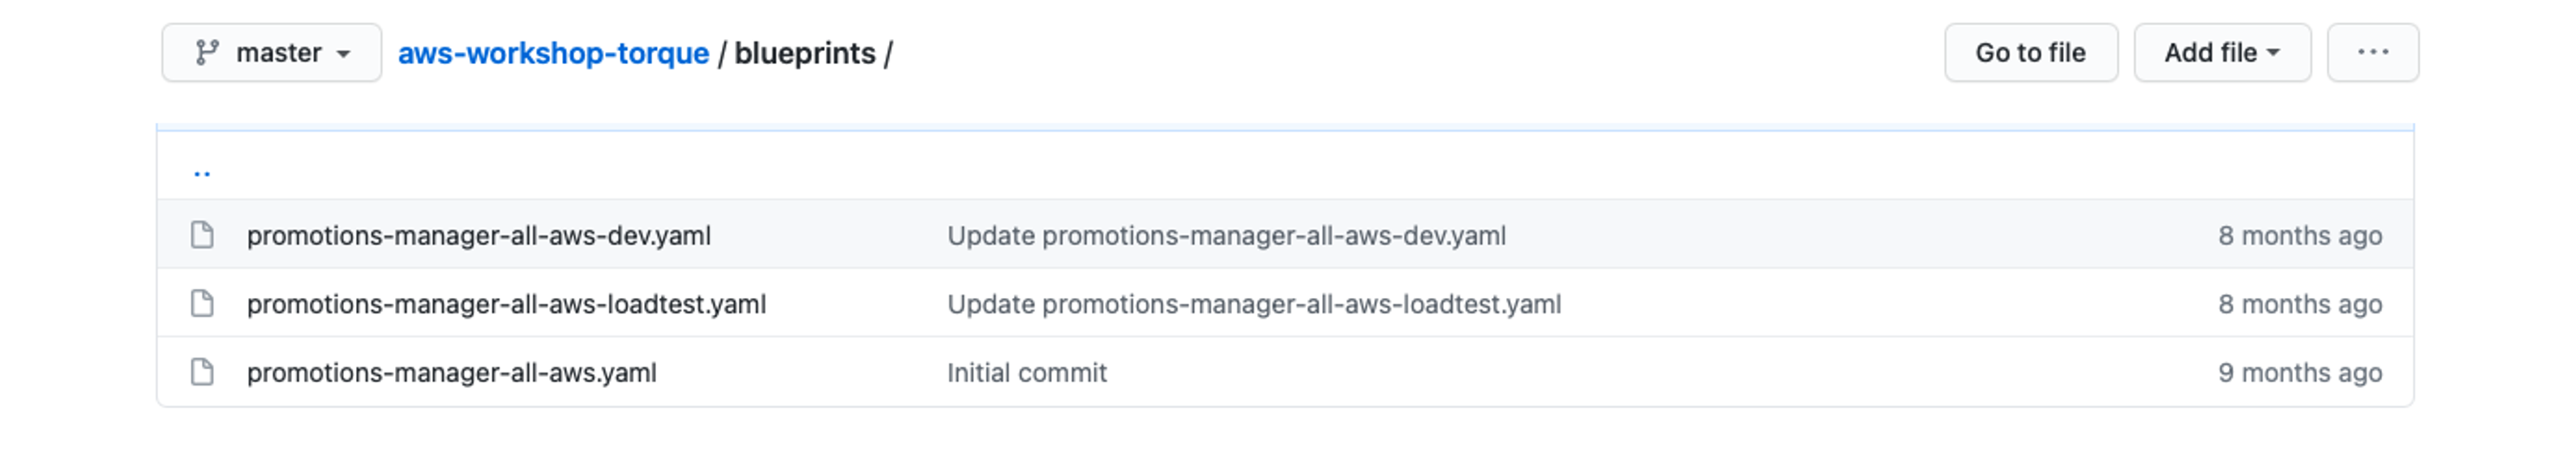 master aws-workshop-torque / blueprints / Go to file Add file ...
..
promotions-manager-all-aws-dev.yaml Update promotions-manager-all-aws-dev.yaml 8 months ago
promotions-manager-all-aws-loadtest.yaml Update promotions-manager-all-aws-loadtest.yaml 8 months ago
promotions-manager-all-aws.yaml Initial commit 9 months ago